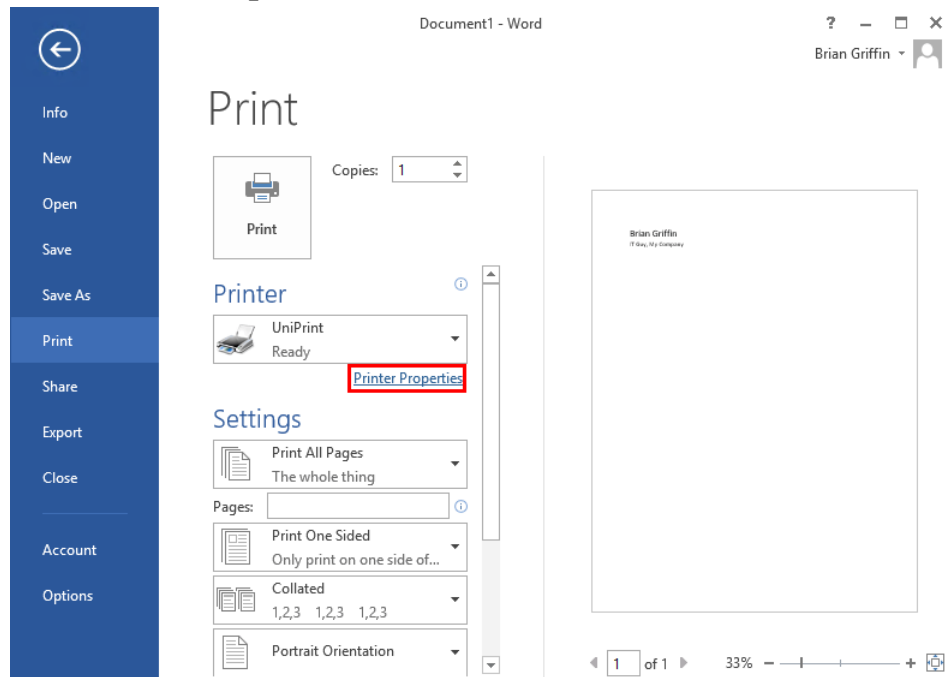 Document1 - Word
?
Brian Griffin
Info
New
Open
Save
Save As
Print
Share
Export
Close
Account
Options
Print
Copies: 1
Print
Printer
UniPrint
Ready
Printer Properties
Settings
Print All Pages
The whole thing
Pages:
Print One Sided
Only print on one side of...
Collated
1,2,3 1,2,3 1,2,3
Portrait Orientation
Brian Griffin
IT Guy, My Company
1 of 1
33%